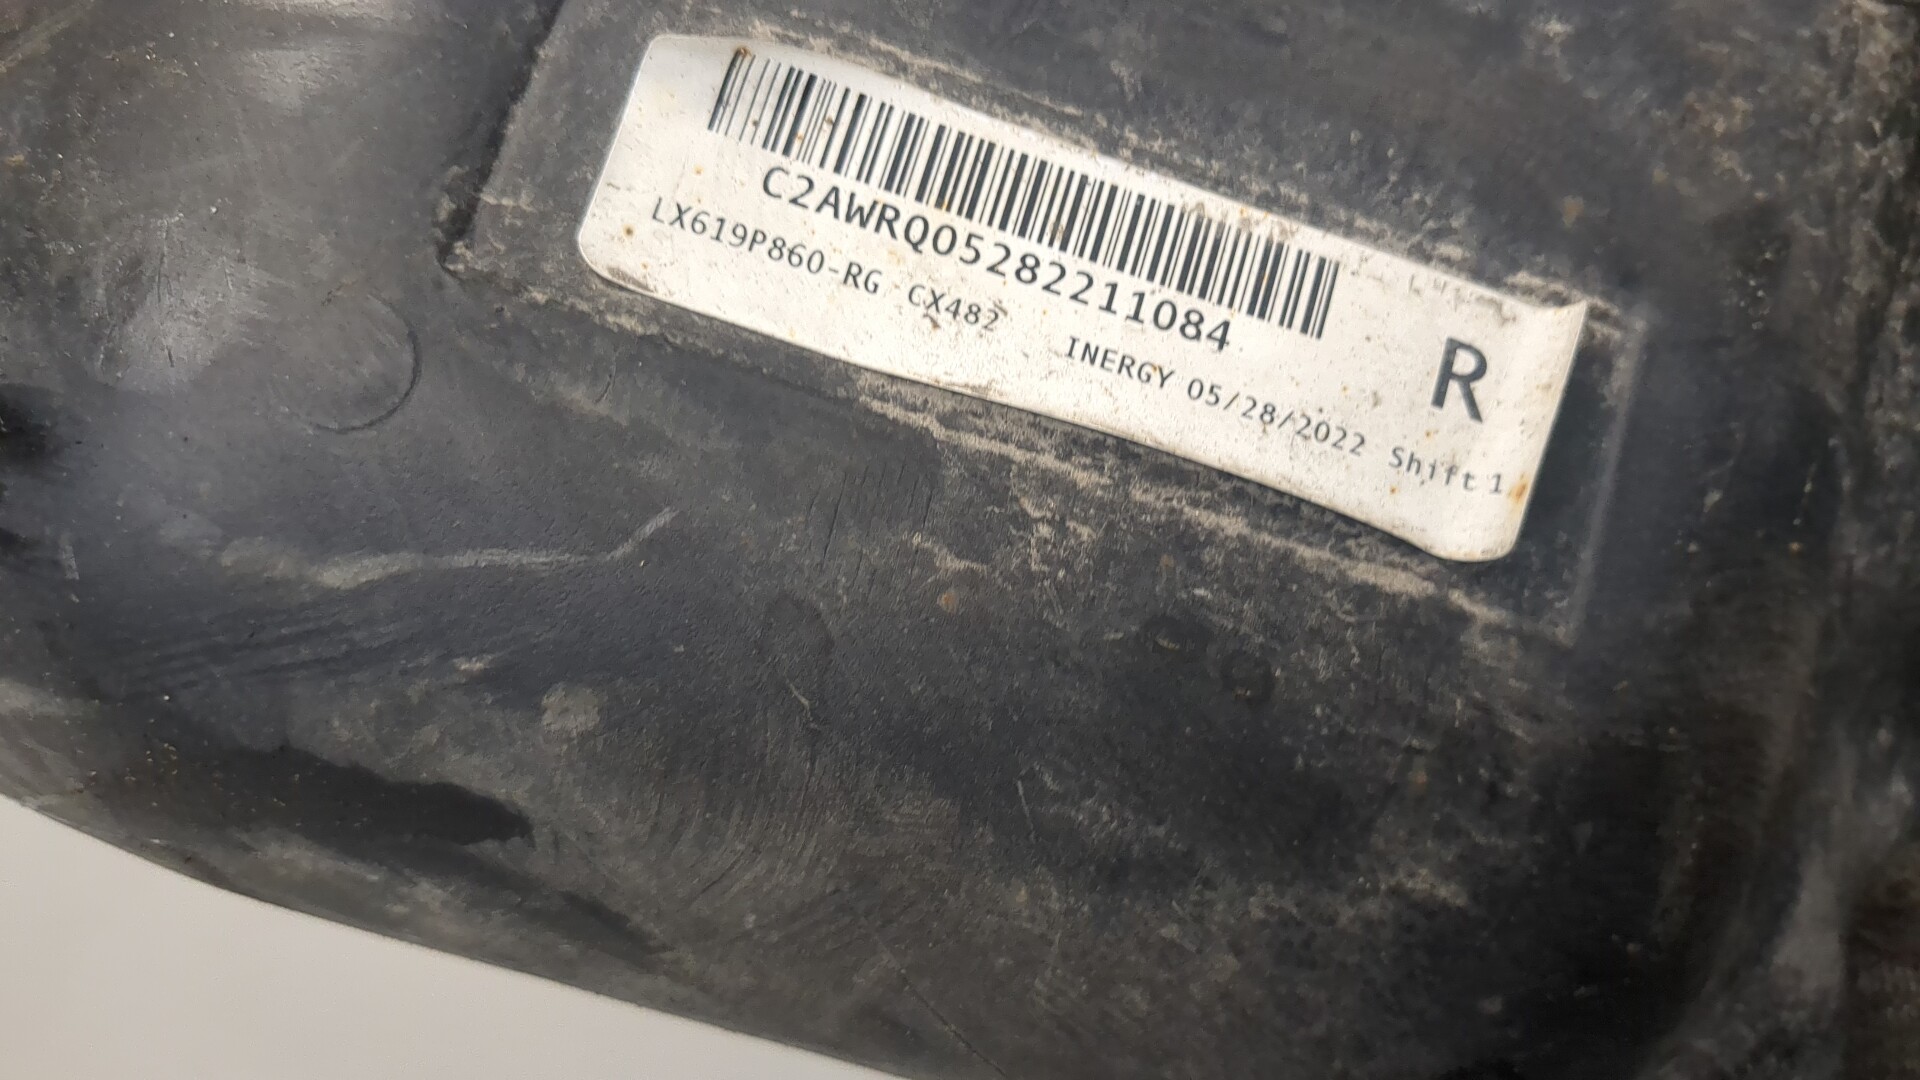 C2AWRQ05282211084
LX619P860-RG CX482 INERGY 05/28/2022 Shift 1
R